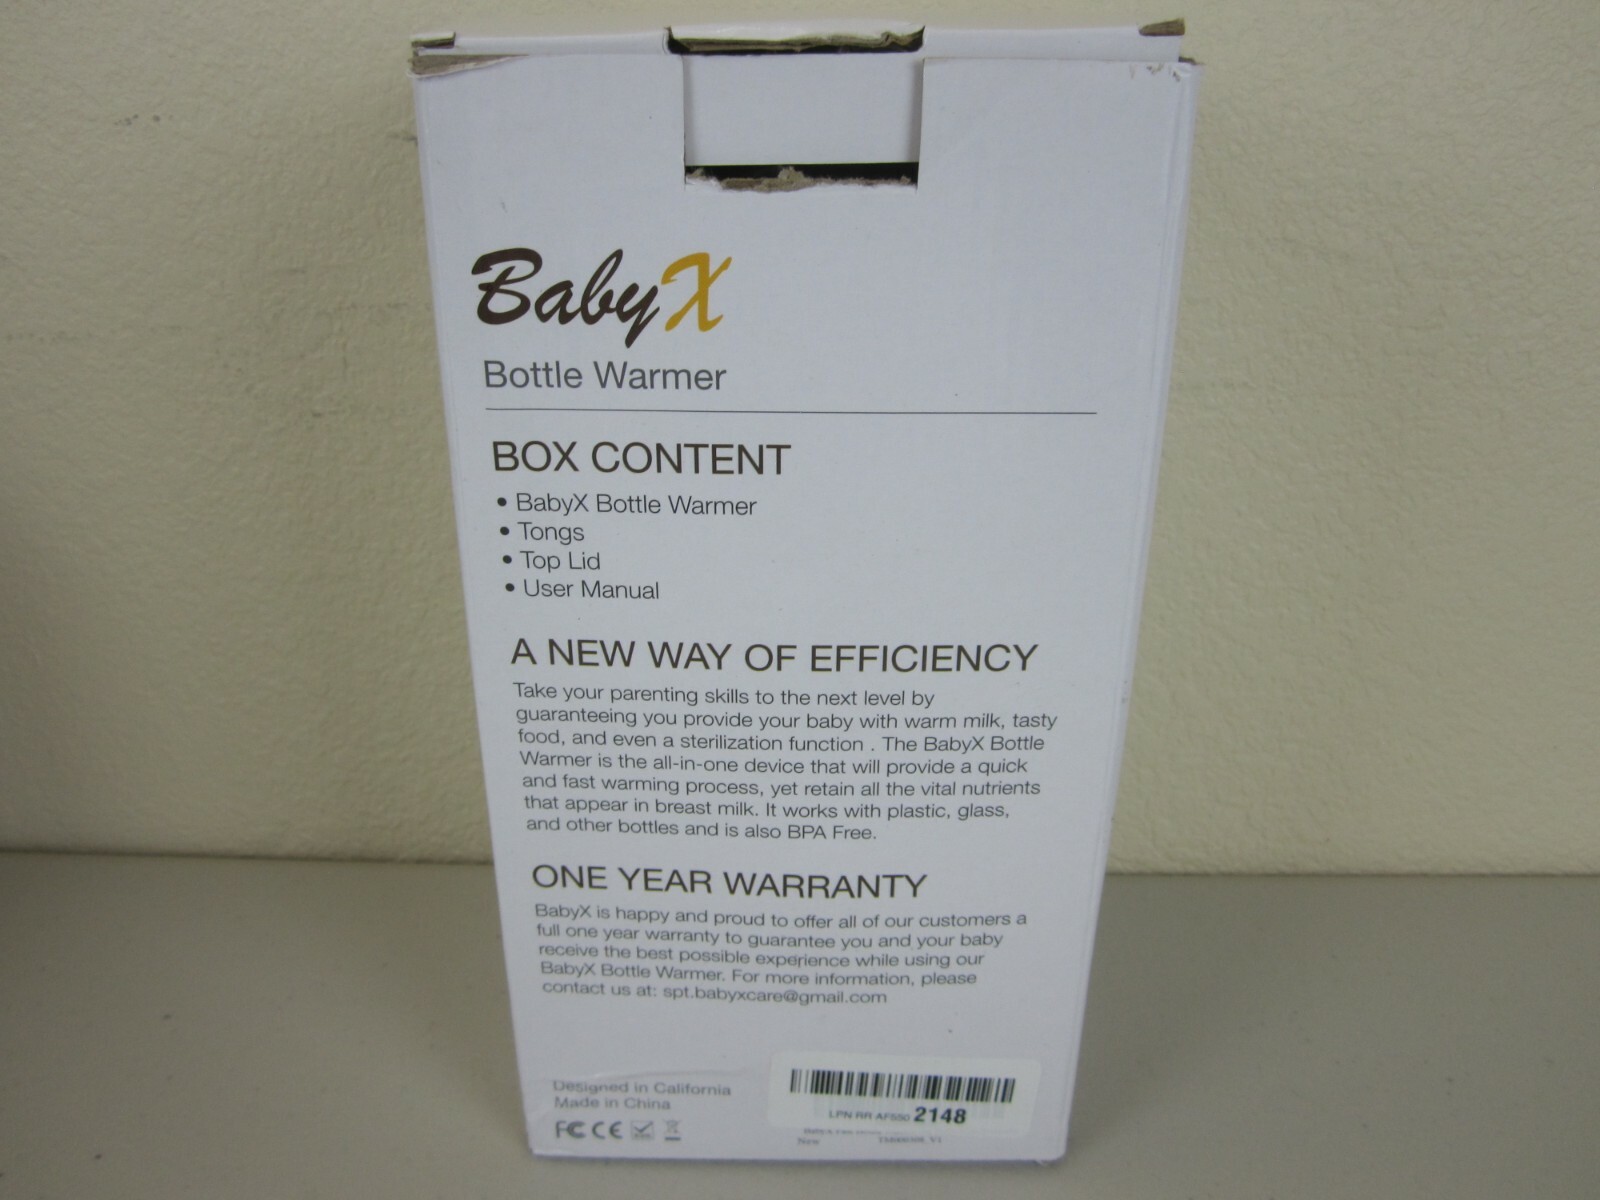 BabyX
Bottle Warmer
BOX CONTENT
• BabyX Bottle Warmer
• Tongs
• Top Lid
• User Manual
A NEW WAY OF EFFICIENCY
Take your parenting skills to the next level by
guaranteeing you provide your baby with warm milk, tasty
food, and even a sterilization function . The BabyX Bottle
Warmer is the all-in-one device that will provide a quick
and fast warming process, yet retain all the vital nutrients
that appear in breast milk. It works with plastic, glass,
and other bottles and is also BPA Free.
ONE YEAR WARRANTY
BabyX is happy and proud to offer all of our customers a
full one year warranty to guarantee you and your baby
receive the best possible experience while using our
BabyX Bottle Warmer. For more information, please
contact us at: spt.babyxcare@gmail.com
Designed in California
Made in China
FC CE
LPN RR AF550 2148
New